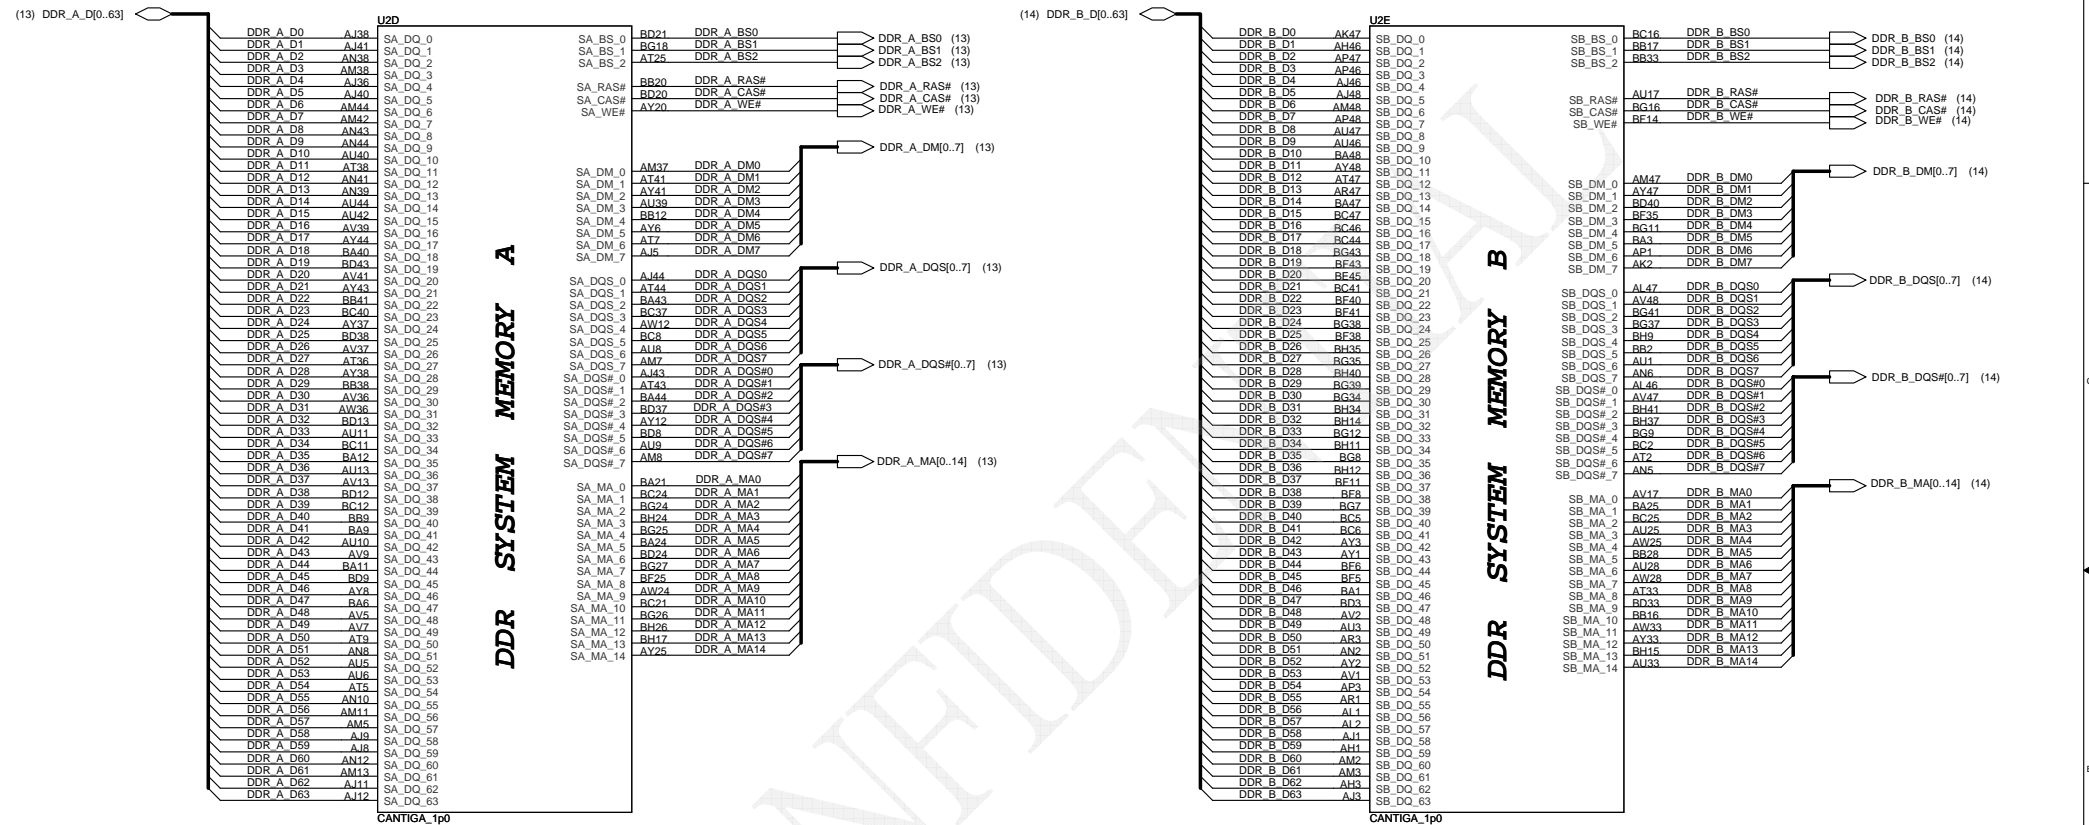 (13) DDR_A_D[0..63]
U2D
DDR_A_D0 AJ38 SA_DQ_0
DDR_A_D1 AJ41 SA_DQ_1
DDR_A_D2 AN38 SA_DQ_2
DDR_A_D3 AM38 SA_DQ_3
DDR_A_D4 AJ36 SA_DQ_4
DDR_A_D5 AJ40 SA_DQ_5
DDR_A_D6 AM44 SA_DQ_6
DDR_A_D7 AM42 SA_DQ_7
DDR_A_D8 AN43 SA_DQ_8
DDR_A_D9 AN44 SA_DQ_9
DDR_A_D10 AU40 SA_DQ_10
DDR_A_D11 AT38 SA_DQ_11
DDR_A_D12 AN41 SA_DQ_12
DDR_A_D13 AN39 SA_DQ_13
DDR_A_D14 AU44 SA_DQ_14
DDR_A_D15 AU42 SA_DQ_15
DDR_A_D16 AV39 SA_DQ_16
DDR_A_D17 AY44 SA_DQ_17
DDR_A_D18 BA40 SA_DQ_18
DDR_A_D19 BD43 SA_DQ_19
DDR_A_D20 AV41 SA_DQ_20
DDR_A_D21 AY43 SA_DQ_21
DDR_A_D22 BB41 SA_DQ_22
DDR_A_D23 BC40 SA_DQ_23
DDR_A_D24 AY37 SA_DQ_24
DDR_A_D25 BD38 SA_DQ_25
DDR_A_D26 AV37 SA_DQ_26
DDR_A_D27 AT36 SA_DQ_27
DDR_A_D28 AY38 SA_DQ_28
DDR_A_D29 BB38 SA_DQ_29
DDR_A_D30 AV36 SA_DQ_30
DDR_A_D31 AW36 SA_DQ_31
DDR_A_D32 BD13 SA_DQ_32
DDR_A_D33 AU11 SA_DQ_33
DDR_A_D34 BC11 SA_DQ_34
DDR_A_D35 BA12 SA_DQ_35
DDR_A_D36 AU13 SA_DQ_36
DDR_A_D37 AV13 SA_DQ_37
DDR_A_D38 BD12 SA_DQ_38
DDR_A_D39 BC12 SA_DQ_39
DDR_A_D40 BB9 SA_DQ_40
DDR_A_D41 BA9 SA_DQ_41
DDR_A_D42 AU10 SA_DQ_42
DDR_A_D43 AV9 SA_DQ_43
DDR_A_D44 BA11 SA_DQ_44
DDR_A_D45 BD9 SA_DQ_45
DDR_A_D46 AY8 SA_DQ_46
DDR_A_D47 BA6 SA_DQ_47
DDR_A_D48 AV5 SA_DQ_48
DDR_A_D49 AV7 SA_DQ_49
DDR_A_D50 AT9 SA_DQ_50
DDR_A_D51 AN8 SA_DQ_51
DDR_A_D52 AU5 SA_DQ_52
DDR_A_D53 AU6 SA_DQ_53
DDR_A_D54 AT5 SA_DQ_54
DDR_A_D55 AN10 SA_DQ_55
DDR_A_D56 AM11 SA_DQ_56
DDR_A_D57 AM5 SA_DQ_57
DDR_A_D58 AJ9 SA_DQ_58
DDR_A_D59 AJ8 SA_DQ_59
DDR_A_D60 AN12 SA_DQ_60
DDR_A_D61 AM13 SA_DQ_61
DDR_A_D62 AJ11 SA_DQ_62
DDR_A_D63 AJ12 SA_DQ_63
DDR SYSTEM MEMORY A
SA_BS_0 BD21 DDR_A_BS0 DDR_A_BS0 (13)
SA_BS_1 BG18 DDR_A_BS1 DDR_A_BS1 (13)
SA_BS_2 AT25 DDR_A_BS2 DDR_A_BS2 (13)
SA_RAS# BB20 DDR_A_RAS# DDR_A_RAS# (13)
SA_CAS# BD20 DDR_A_CAS# DDR_A_CAS# (13)
SA_WE# AY20 DDR_A_WE# DDR_A_WE# (13)
DDR_A_DM[0..7] (13)
SA_DM_0 AM37 DDR_A_DM0
SA_DM_1 AT41 DDR_A_DM1
SA_DM_2 AY41 DDR_A_DM2
SA_DM_3 AU39 DDR_A_DM3
SA_DM_4 BB12 DDR_A_DM4
SA_DM_5 AY6 DDR_A_DM5
SA_DM_6 AT7 DDR_A_DM6
SA_DM_7 AJ5 DDR_A_DM7
DDR_A_DQS[0..7] (13)
SA_DQS_0 AJ44 DDR_A_DQS0
SA_DQS_1 AT44 DDR_A_DQS1
SA_DQS_2 BA43 DDR_A_DQS2
SA_DQS_3 BC37 DDR_A_DQS3
SA_DQS_4 AW12 DDR_A_DQS4
SA_DQS_5 BC8 DDR_A_DQS5
SA_DQS_6 AU8 DDR_A_DQS6
SA_DQS_7 AM7 DDR_A_DQS7
DDR_A_DQS#[0..7] (13)
SA_DQS#_0 AJ43 DDR_A_DQS#0
SA_DQS#_1 AT43 DDR_A_DQS#1
SA_DQS#_2 BA44 DDR_A_DQS#2
SA_DQS#_3 BD37 DDR_A_DQS#3
SA_DQS#_4 AY12 DDR_A_DQS#4
SA_DQS#_5 BD8 DDR_A_DQS#5
SA_DQS#_6 AU9 DDR_A_DQS#6
SA_DQS#_7 AM8 DDR_A_DQS#7
DDR_A_MA[0..14] (13)
SA_MA_0 BA21 DDR_A_MA0
SA_MA_1 BC24 DDR_A_MA1
SA_MA_2 BG24 DDR_A_MA2
SA_MA_3 BH24 DDR_A_MA3
SA_MA_4 BG25 DDR_A_MA4
SA_MA_5 BA24 DDR_A_MA5
SA_MA_6 BD24 DDR_A_MA6
SA_MA_7 BG27 DDR_A_MA7
SA_MA_8 BF25 DDR_A_MA8
SA_MA_9 AW24 DDR_A_MA9
SA_MA_10 BC21 DDR_A_MA10
SA_MA_11 BG26 DDR_A_MA11
SA_MA_12 BH26 DDR_A_MA12
SA_MA_13 BH17 DDR_A_MA13
SA_MA_14 AY25 DDR_A_MA14
CANTIGA_1p0
(14) DDR_B_D[0..63]
U2E
DDR_B_D0 AK47 SB_DQ_0
DDR_B_D1 AH46 SB_DQ_1
DDR_B_D2 AP47 SB_DQ_2
DDR_B_D3 AP46 SB_DQ_3
DDR_B_D4 AJ46 SB_DQ_4
DDR_B_D5 AJ48 SB_DQ_5
DDR_B_D6 AM48 SB_DQ_6
DDR_B_D7 AP48 SB_DQ_7
DDR_B_D8 AU47 SB_DQ_8
DDR_B_D9 AU46 SB_DQ_9
DDR_B_D10 BA48 SB_DQ_10
DDR_B_D11 AY48 SB_DQ_11
DDR_B_D12 AT47 SB_DQ_12
DDR_B_D13 AR47 SB_DQ_13
DDR_B_D14 BA47 SB_DQ_14
DDR_B_D15 BC47 SB_DQ_15
DDR_B_D16 BC46 SB_DQ_16
DDR_B_D17 BC44 SB_DQ_17
DDR_B_D18 BG43 SB_DQ_18
DDR_B_D19 BF43 SB_DQ_19
DDR_B_D20 BE45 SB_DQ_20
DDR_B_D21 BC41 SB_DQ_21
DDR_B_D22 BF40 SB_DQ_22
DDR_B_D23 BF41 SB_DQ_23
DDR_B_D24 BG38 SB_DQ_24
DDR_B_D25 BF38 SB_DQ_25
DDR_B_D26 BH35 SB_DQ_26
DDR_B_D27 BG35 SB_DQ_27
DDR_B_D28 BH40 SB_DQ_28
DDR_B_D29 BG39 SB_DQ_29
DDR_B_D30 BG34 SB_DQ_30
DDR_B_D31 BH34 SB_DQ_31
DDR_B_D32 BH14 SB_DQ_32
DDR_B_D33 BG12 SB_DQ_33
DDR_B_D34 BH11 SB_DQ_34
DDR_B_D35 BG8 SB_DQ_35
DDR_B_D36 BH12 SB_DQ_36
DDR_B_D37 BF11 SB_DQ_37
DDR_B_D38 BF8 SB_DQ_38
DDR_B_D39 BG7 SB_DQ_39
DDR_B_D40 BC5 SB_DQ_40
DDR_B_D41 BC6 SB_DQ_41
DDR_B_D42 AY3 SB_DQ_42
DDR_B_D43 AY1 SB_DQ_43
DDR_B_D44 BF6 SB_DQ_44
DDR_B_D45 BF5 SB_DQ_45
DDR_B_D46 BA1 SB_DQ_46
DDR_B_D47 BD3 SB_DQ_47
DDR_B_D48 AV2 SB_DQ_48
DDR_B_D49 AU3 SB_DQ_49
DDR_B_D50 AR3 SB_DQ_50
DDR_B_D51 AN2 SB_DQ_51
DDR_B_D52 AY2 SB_DQ_52
DDR_B_D53 AV1 SB_DQ_53
DDR_B_D54 AP3 SB_DQ_54
DDR_B_D55 AR1 SB_DQ_55
DDR_B_D56 AL1 SB_DQ_56
DDR_B_D57 AL2 SB_DQ_57
DDR_B_D58 AJ1 SB_DQ_58
DDR_B_D59 AH1 SB_DQ_59
DDR_B_D60 AM2 SB_DQ_60
DDR_B_D61 AM3 SB_DQ_61
DDR_B_D62 AH3 SB_DQ_62
DDR_B_D63 AJ3 SB_DQ_63
DDR SYSTEM MEMORY B
SB_BS_0 BC16 DDR_B_BS0 DDR_B_BS0 (14)
SB_BS_1 BB17 DDR_B_BS1 DDR_B_BS1 (14)
SB_BS_2 BB33 DDR_B_BS2 DDR_B_BS2 (14)
SB_RAS# AU17 DDR_B_RAS# DDR_B_RAS# (14)
SB_CAS# BG16 DDR_B_CAS# DDR_B_CAS# (14)
SB_WE# BF14 DDR_B_WE# DDR_B_WE# (14)
DDR_B_DM[0..7] (14)
SB_DM_0 AM47 DDR_B_DM0
SB_DM_1 AY47 DDR_B_DM1
SB_DM_2 BD40 DDR_B_DM2
SB_DM_3 BF35 DDR_B_DM3
SB_DM_4 BG11 DDR_B_DM4
SB_DM_5 BA3 DDR_B_DM5
SB_DM_6 AP1 DDR_B_DM6
SB_DM_7 AK2 DDR_B_DM7
DDR_B_DQS[0..7] (14)
SB_DQS_0 AL47 DDR_B_DQS0
SB_DQS_1 AV48 DDR_B_DQS1
SB_DQS_2 BG41 DDR_B_DQS2
SB_DQS_3 BG37 DDR_B_DQS3
SB_DQS_4 BH9 DDR_B_DQS4
SB_DQS_5 BB2 DDR_B_DQS5
SB_DQS_6 AU1 DDR_B_DQS6
SB_DQS_7 AN6 DDR_B_DQS7
DDR_B_DQS#[0..7] (14)
SB_DQS#_0 AL46 DDR_B_DQS#0
SB_DQS#_1 AV47 DDR_B_DQS#1
SB_DQS#_2 BH41 DDR_B_DQS#2
SB_DQS#_3 BH37 DDR_B_DQS#3
SB_DQS#_4 BG9 DDR_B_DQS#4
SB_DQS#_5 BC2 DDR_B_DQS#5
SB_DQS#_6 AT2 DDR_B_DQS#6
SB_DQS#_7 AN5 DDR_B_DQS#7
DDR_B_MA[0..14] (14)
SB_MA_0 AV17 DDR_B_MA0
SB_MA_1 BA25 DDR_B_MA1
SB_MA_2 BC25 DDR_B_MA2
SB_MA_3 AU25 DDR_B_MA3
SB_MA_4 AW25 DDR_B_MA4
SB_MA_5 BB28 DDR_B_MA5
SB_MA_6 AU28 DDR_B_MA6
SB_MA_7 AW28 DDR_B_MA7
SB_MA_8 AT33 DDR_B_MA8
SB_MA_9 BD33 DDR_B_MA9
SB_MA_10 BB16 DDR_B_MA10
SB_MA_11 AW33 DDR_B_MA11
SB_MA_12 AY33 DDR_B_MA12
SB_MA_13 BH15 DDR_B_MA13
SB_MA_14 AU33 DDR_B_MA14
CANTIGA_1p0
NFIDENTIAL